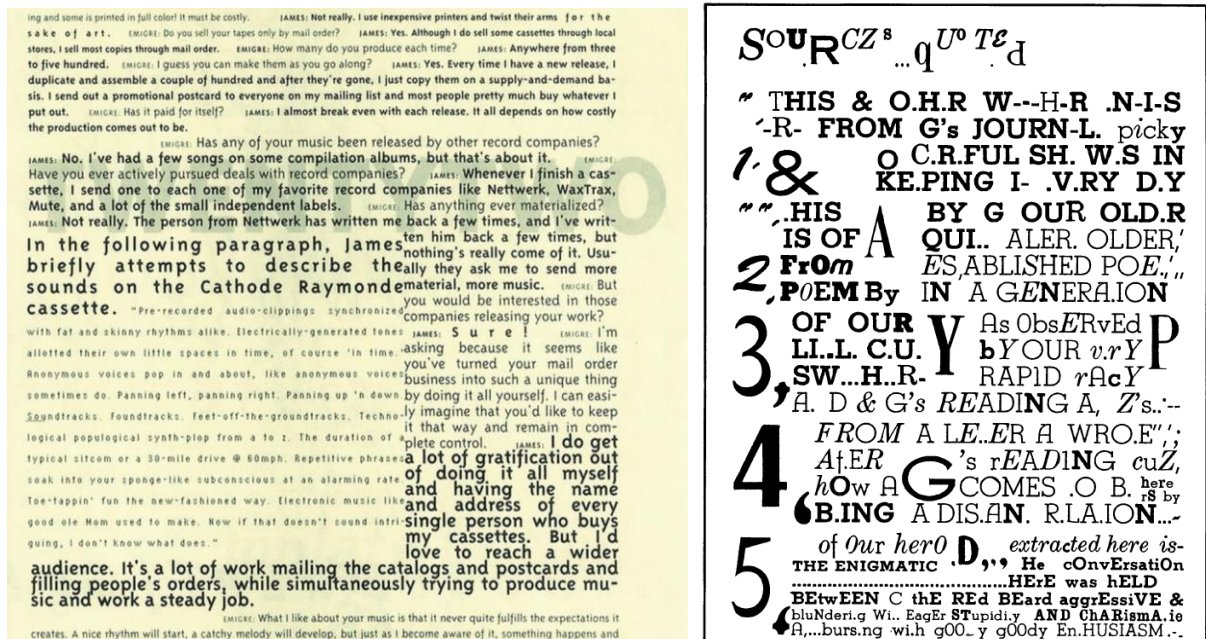 ing and some is printed in full color! It must be costly. JAMES: Not really. I use inexpensive printers and twist their arms for the
sake of art. EMIGRE: Do you sell your tapes only by mail order? JAMES: Yes. Although I do sell some cassettes through local
stores, I sell most copies through mail order. EMIGRE: How many do you produce each time? JAMES: Anywhere from three
to five hundred. EMIGRE: I guess you can make them as you go along? JAMES: Yes. Every time I have a new release, I
duplicate and assemble a couple of hundred and after they're gone, I just copy them on a supply-and-demand ba-
sis. I send out a promotional postcard to everyone on my mailing list and most people pretty much buy whatever I
put out. EMIGRE: Has it paid for itself? JAMES: I almost break even with each release. It all depends on how costly
the production comes out to be.
EMIGRE: Has any of your music been released by other record companies?
JAMES: No. I've had a few songs on some compilation albums, but that's about it. EMIGRE:
Have you ever actively pursued deals with record companies? JAMES: Whenever I finish a cas-
sette, I send one to each one of my favorite record companies like Nettwerk, WaxTrax,
Mute, and a lot of the small independent labels. EMIGRE: Has anything ever materialized?
JAMES: Not really. The person from Nettwerk has written me back a few times, and I've writ-
ten him back a few times, but
nothing's really come of it. Usu-
ally they ask me to send more
material, more music. EMIGRE: But
you would be interested in those
companies releasing your work?
JAMES: Sure! EMIGRE: I'm
asking because it seems like
you've turned your mail order
business into such a unique thing
by doing it all yourself. I can easi-
ly imagine that you'd like to keep
it that way and remain in com-
plete control. JAMES: I do get
a lot of gratification out
of doing it all myself
and having the name
and address of every
single person who buys
my cassettes. But I'd
love to reach a wider
audience. It's a lot of work mailing the catalogs and postcards and
filling people's orders, while simultaneously trying to produce mu-
sic and work a steady job.
In the following paragraph, James
briefly attempts to describe the
sounds on the Cathode Raymonde
cassette. "Pre-recorded audio-clippings synchronized
with fat and skinny rhythms alike. Electrically-generated tones
allotted their own little spaces in time, of course 'in time.'
Anonymous voices pop in and about, like anonymous voices
sometimes do. Panning left, panning right. Panning up 'n down.
Soundtracks. Foundtracks. Feet-off-the-groundtracks. Techno-
logical populogical synth-plop from a to z. The duration of a
typical sitcom or a 30-mile drive @ 60mph. Repetitive phrases
soak into your sponge-like subconscious at an alarming rate.
Toe-tappin' fun the new-fashioned way. Electronic music like
good ole Mom used to make. Now if that doesn't sound intri-
guing, I don't know what does."
EMIGRE: What I like about your music is that it never quite fulfills the expectations it
creates. A nice rhythm will start, a catchy melody will develop, but just as I become aware of it, something happens and
SOURCZs ...qUoTEd
" THIS & O.H.R W---H-R .N-I-S
'-R- FROM G's JOURN-L. picky
1, & O C.R.FUL SH. W.S IN
KE.PING I- .V.RY D.Y
"" .HIS A BY G OUR OLD.R
IS OF QUI.. ALER. OLDER,'
2, FrOm ES,ABLISHED POE.,',,
POEM By IN A GENERA.ION
3, OF OUR Y As ObsERvEd P
LI..L. C.U. bYOUR v.rY
SW...H..R- RAPID rAcY
A. D & G's READING A, Z's..--
4, FROM A LE..ER A WRO.E",;
Af.ER G 's rEADING cuZ,
hOw A COMES .O B. here
rS by
B.ING A DIS.AN. R.LA.ION...-
5, of Our herO .D,,, extracted here is-
THE ENIGMATIC He cOnvErsatiOn
HErE was hELD
BEtwEEN C thE REd BEard aggrEssiVE &
bluNderi.g Wi.. EagEr STupidi.y AND ChARismA.ie
A,...burs.ng .wi.h g00_y g00dy En.HUSIASM .-.